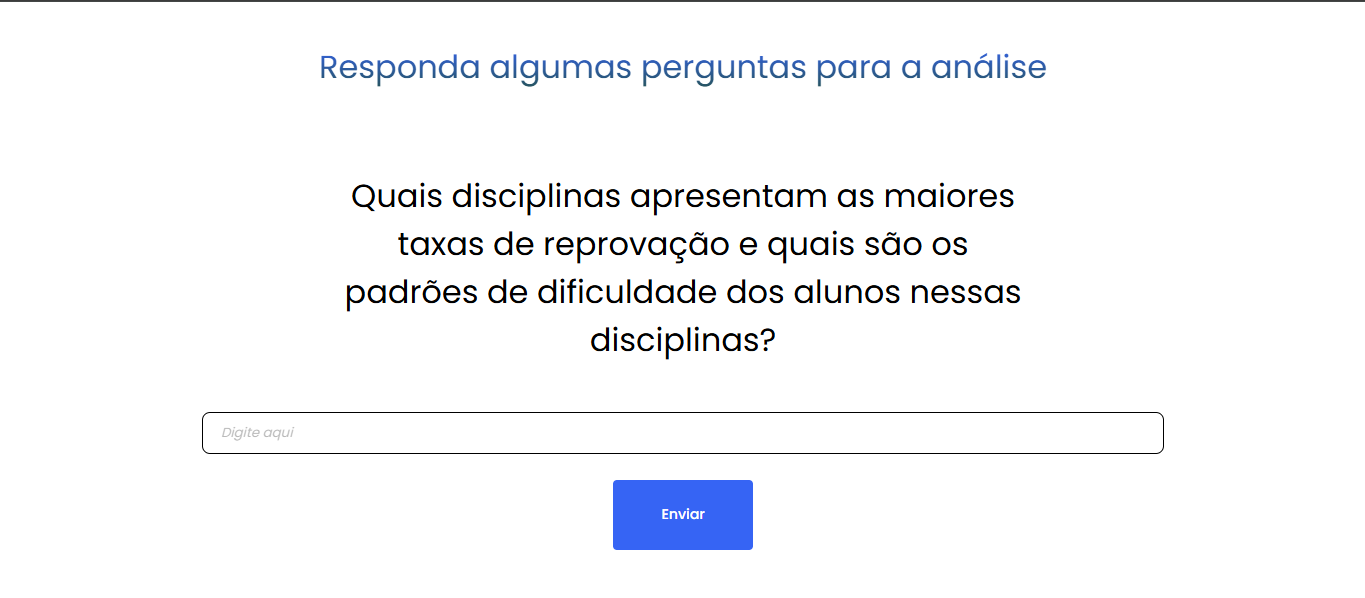 Responda algumas perguntas para a análise
Quais disciplinas apresentam as maiores
taxas de reprovação e quais são os
padrões de dificuldade dos alunos nessas
disciplinas?
Digite aqui
Enviar